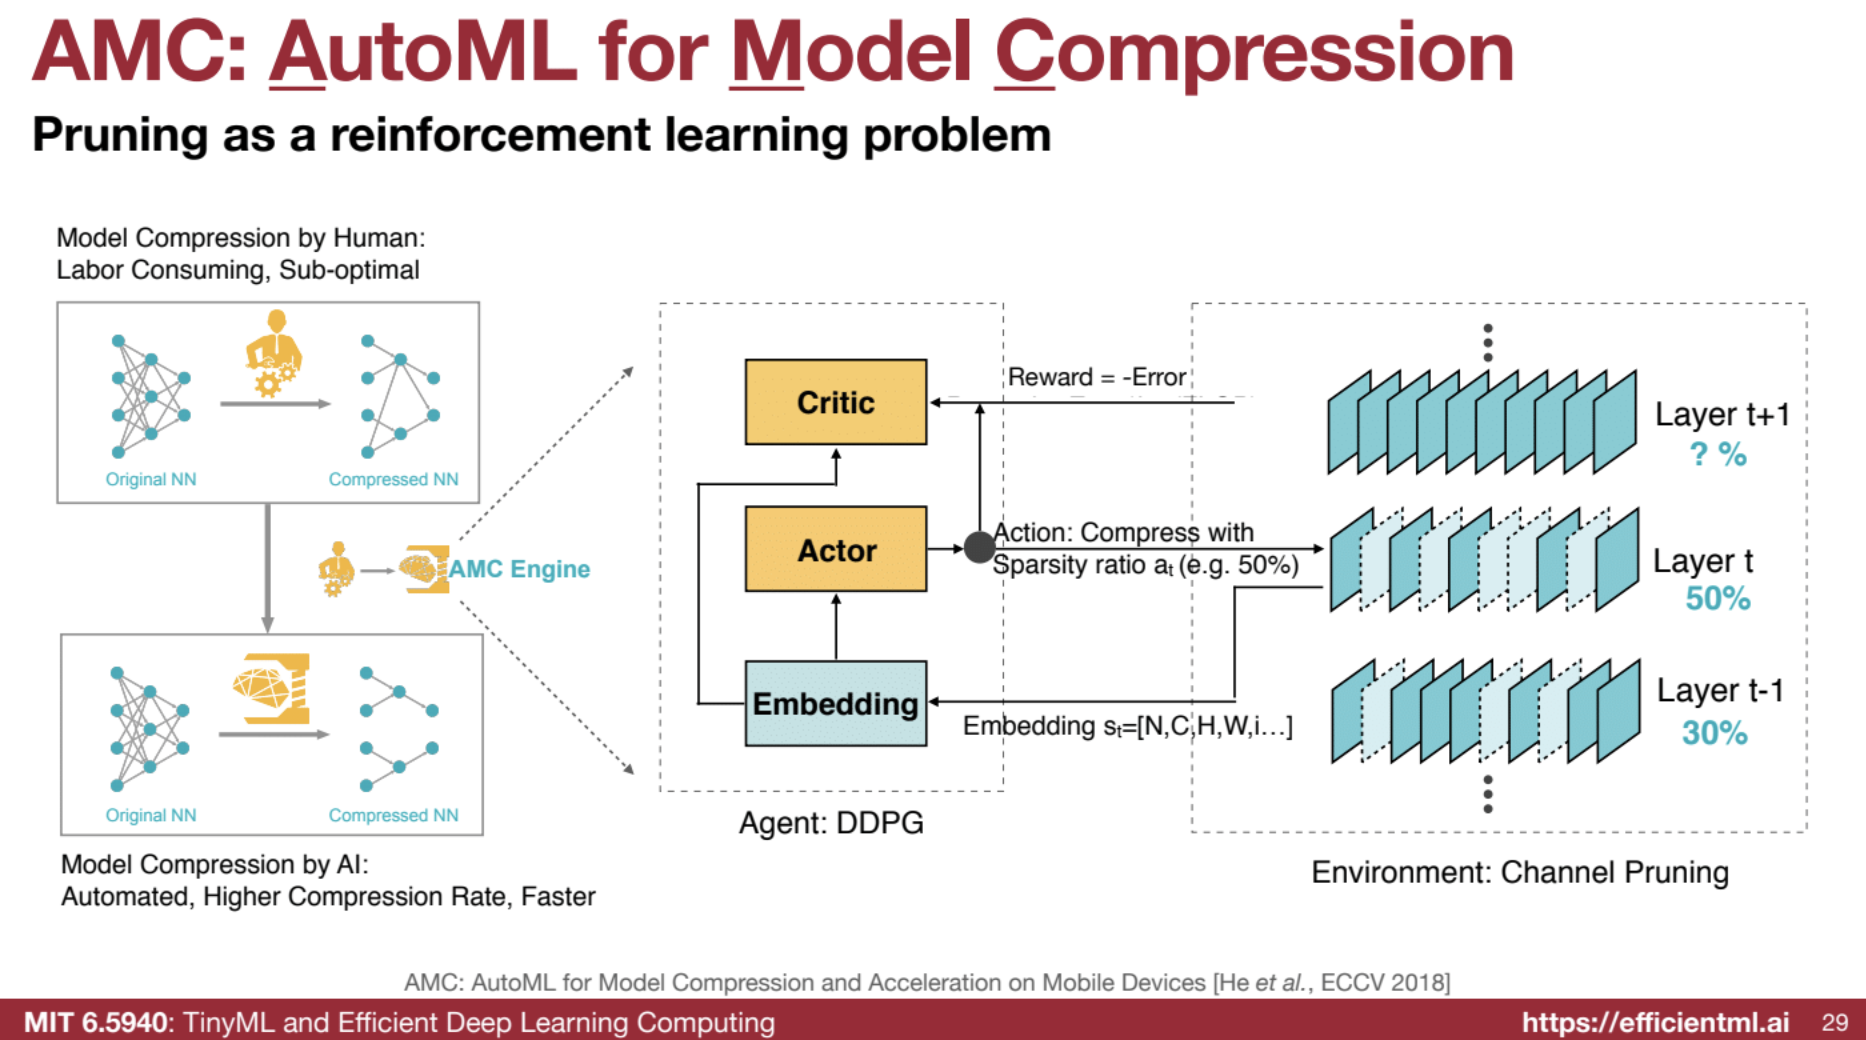 AMC: AutoML for Model Compression
Pruning as a reinforcement learning problem
Model Compression by Human:
Labor Consuming, Sub-optimal
Original NN
Compressed NN
AMC Engine
Original NN
Compressed NN
Model Compression by AI:
Automated, Higher Compression Rate, Faster
Critic
Actor
Embedding
Agent: DDPG
Reward = -Error
Action: Compress with
Sparsity ratio aₜ (e.g. 50%)
Embedding sₜ=[N,C,H,W,i…]
Layer t+1
? %
Layer t
50%
Layer t-1
30%
Environment: Channel Pruning
AMC: AutoML for Model Compression and Acceleration on Mobile Devices [He et al., ECCV 2018]
MIT 6.5940: TinyML and Efficient Deep Learning Computing
https://efficientml.ai
29